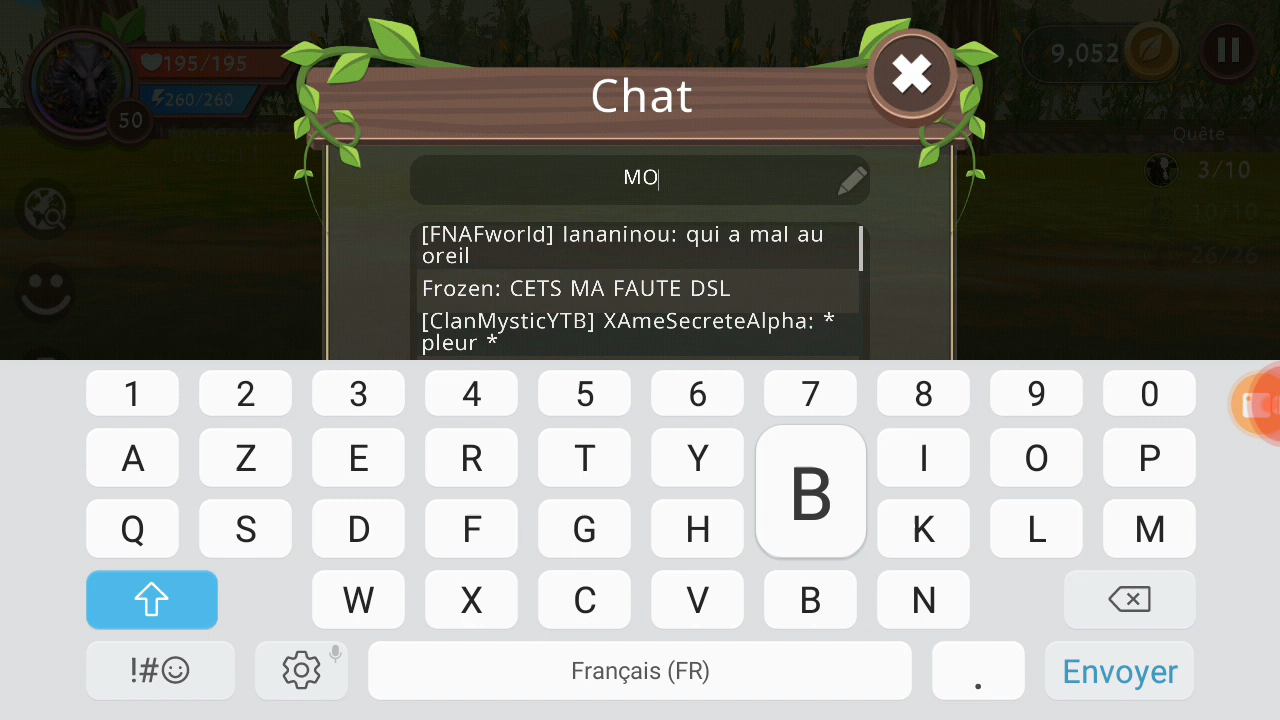 195/195
260/260
50
Chat
9,052
Quête
3/10
10/10
26/26
MO
[FNAFworld] lananinou: qui a mal au
oreil
Frozen: CETS MA FAUTE DSL
[ClanMysticYTB] XAmeSecreteAlpha: *
pleur *
1 2 3 4 5 6 7 8 9 0
A Z E R T Y I O P
B
Q S D F G H K L M
W X C V B N
!#
Français (FR)
.
Envoyer